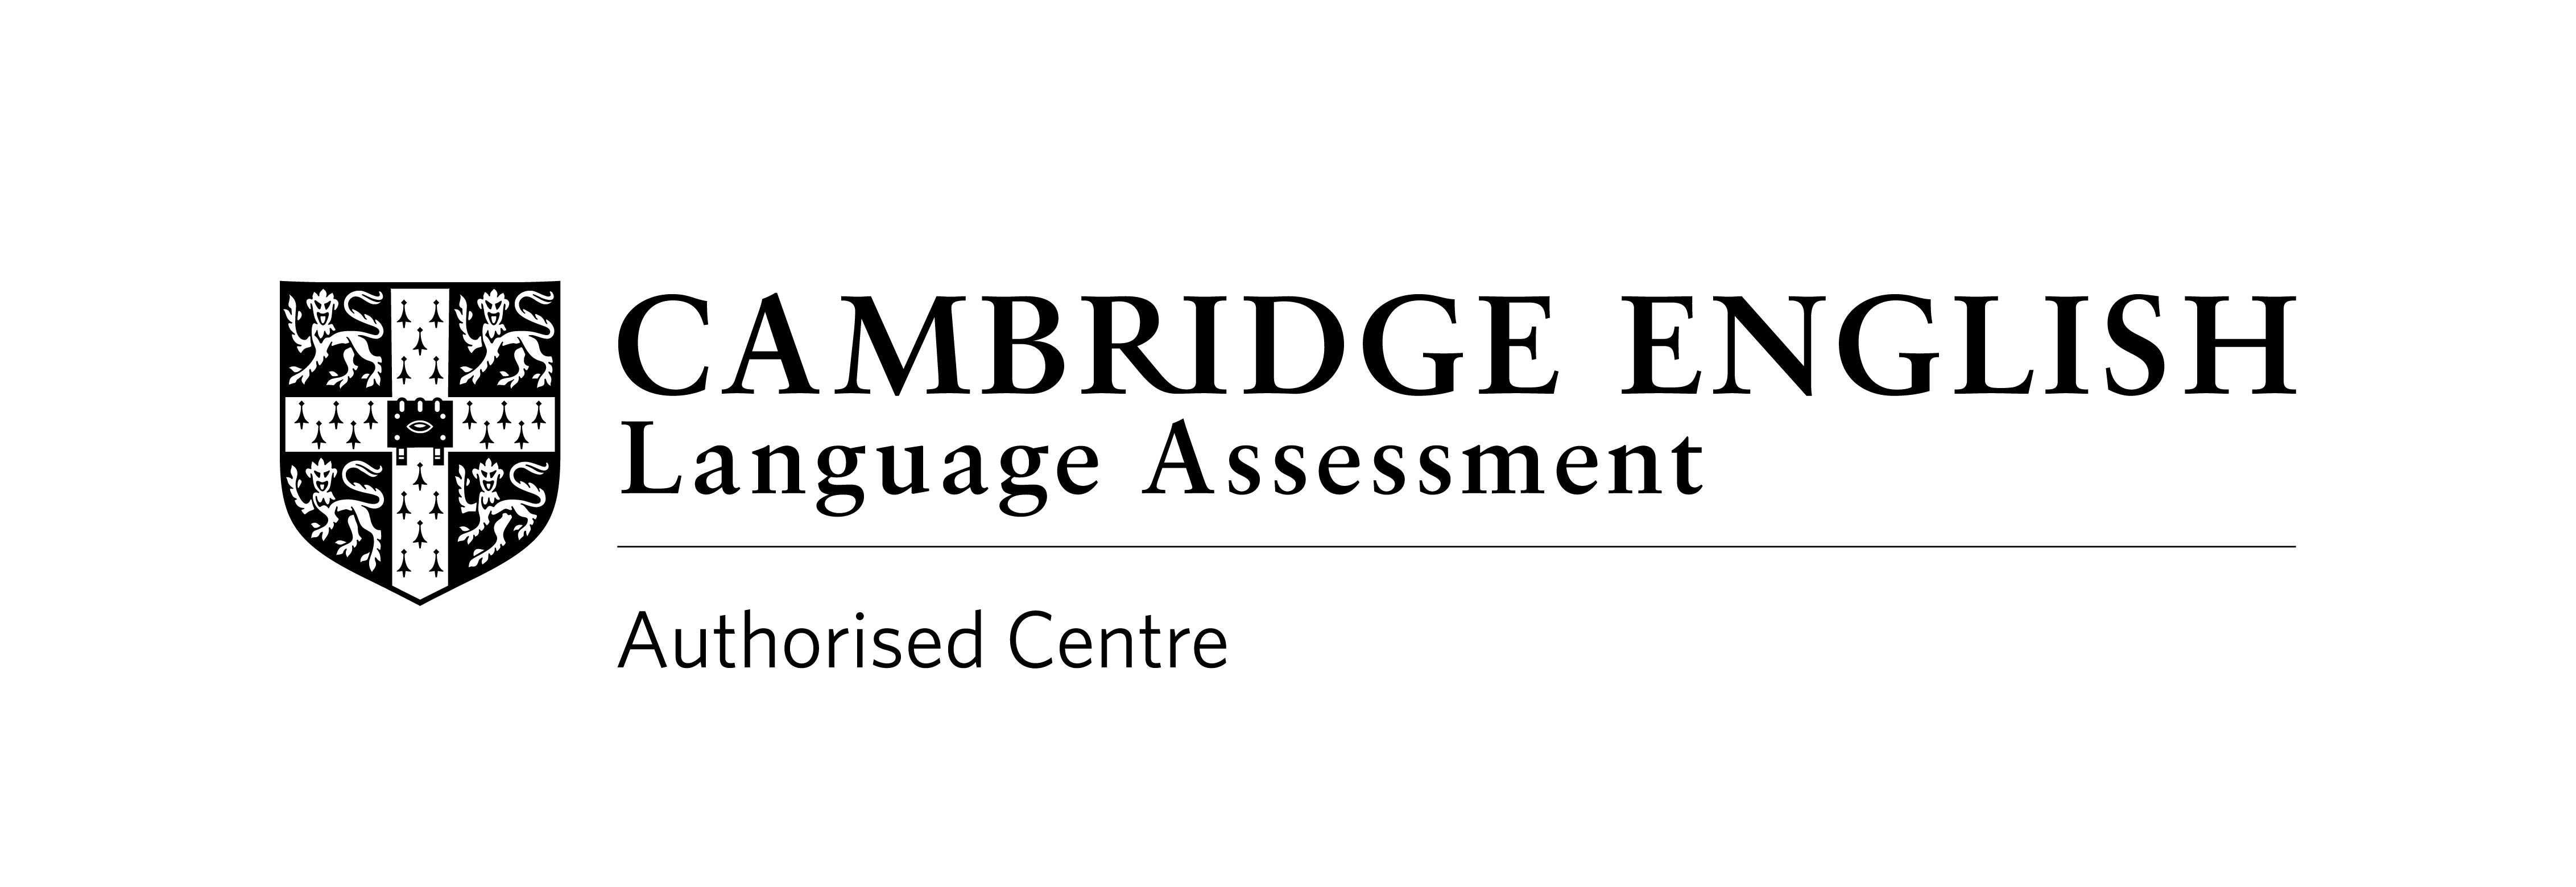 CAMBRIDGE ENGLISH
Language Assessment
Authorised Centre